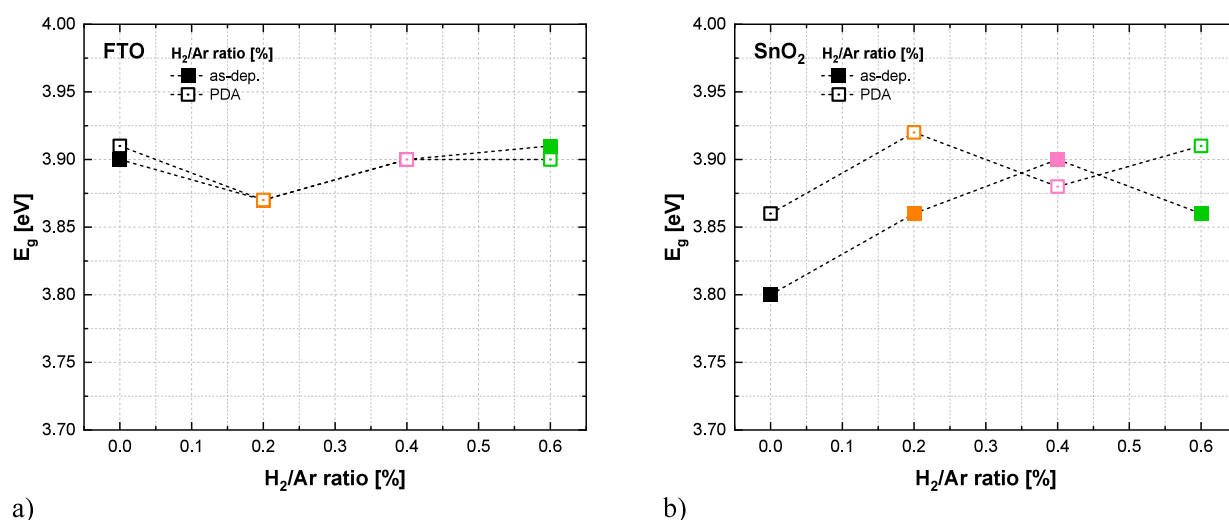 FTO
H₂/Ar ratio [%]
as-dep.
PDA
4.00
3.95
3.90
3.85
3.80
3.75
3.70
E_g [eV]
0.0 0.1 0.2 0.3 0.4 0.5 0.6
H₂/Ar ratio [%]
a)
SnO₂
H₂/Ar ratio [%]
as-dep.
PDA
4.00
3.95
3.90
3.85
3.80
3.75
3.70
E_g [eV]
0.0 0.1 0.2 0.3 0.4 0.5 0.6
H₂/Ar ratio [%]
b)